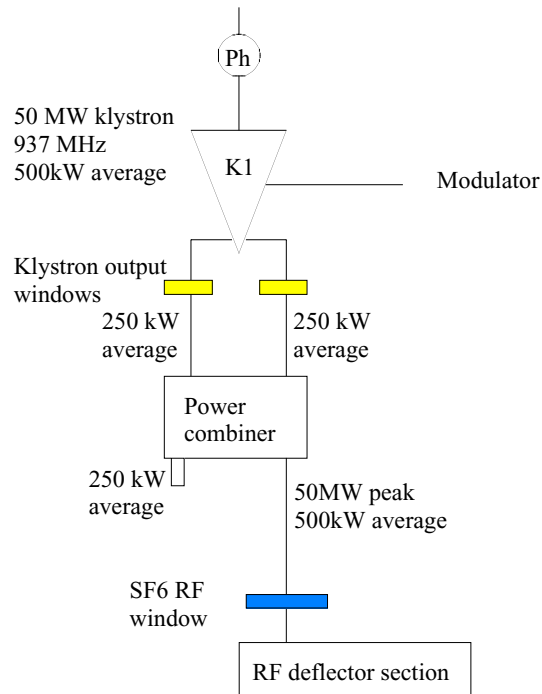 Ph
50 MW klystron
937 MHz
500kW average
K1
Modulator
Klystron output
windows
250 kW
average
250 kW
average
Power
combiner
250 kW
average
50MW peak
500kW average
SF6 RF
window
RF deflector section